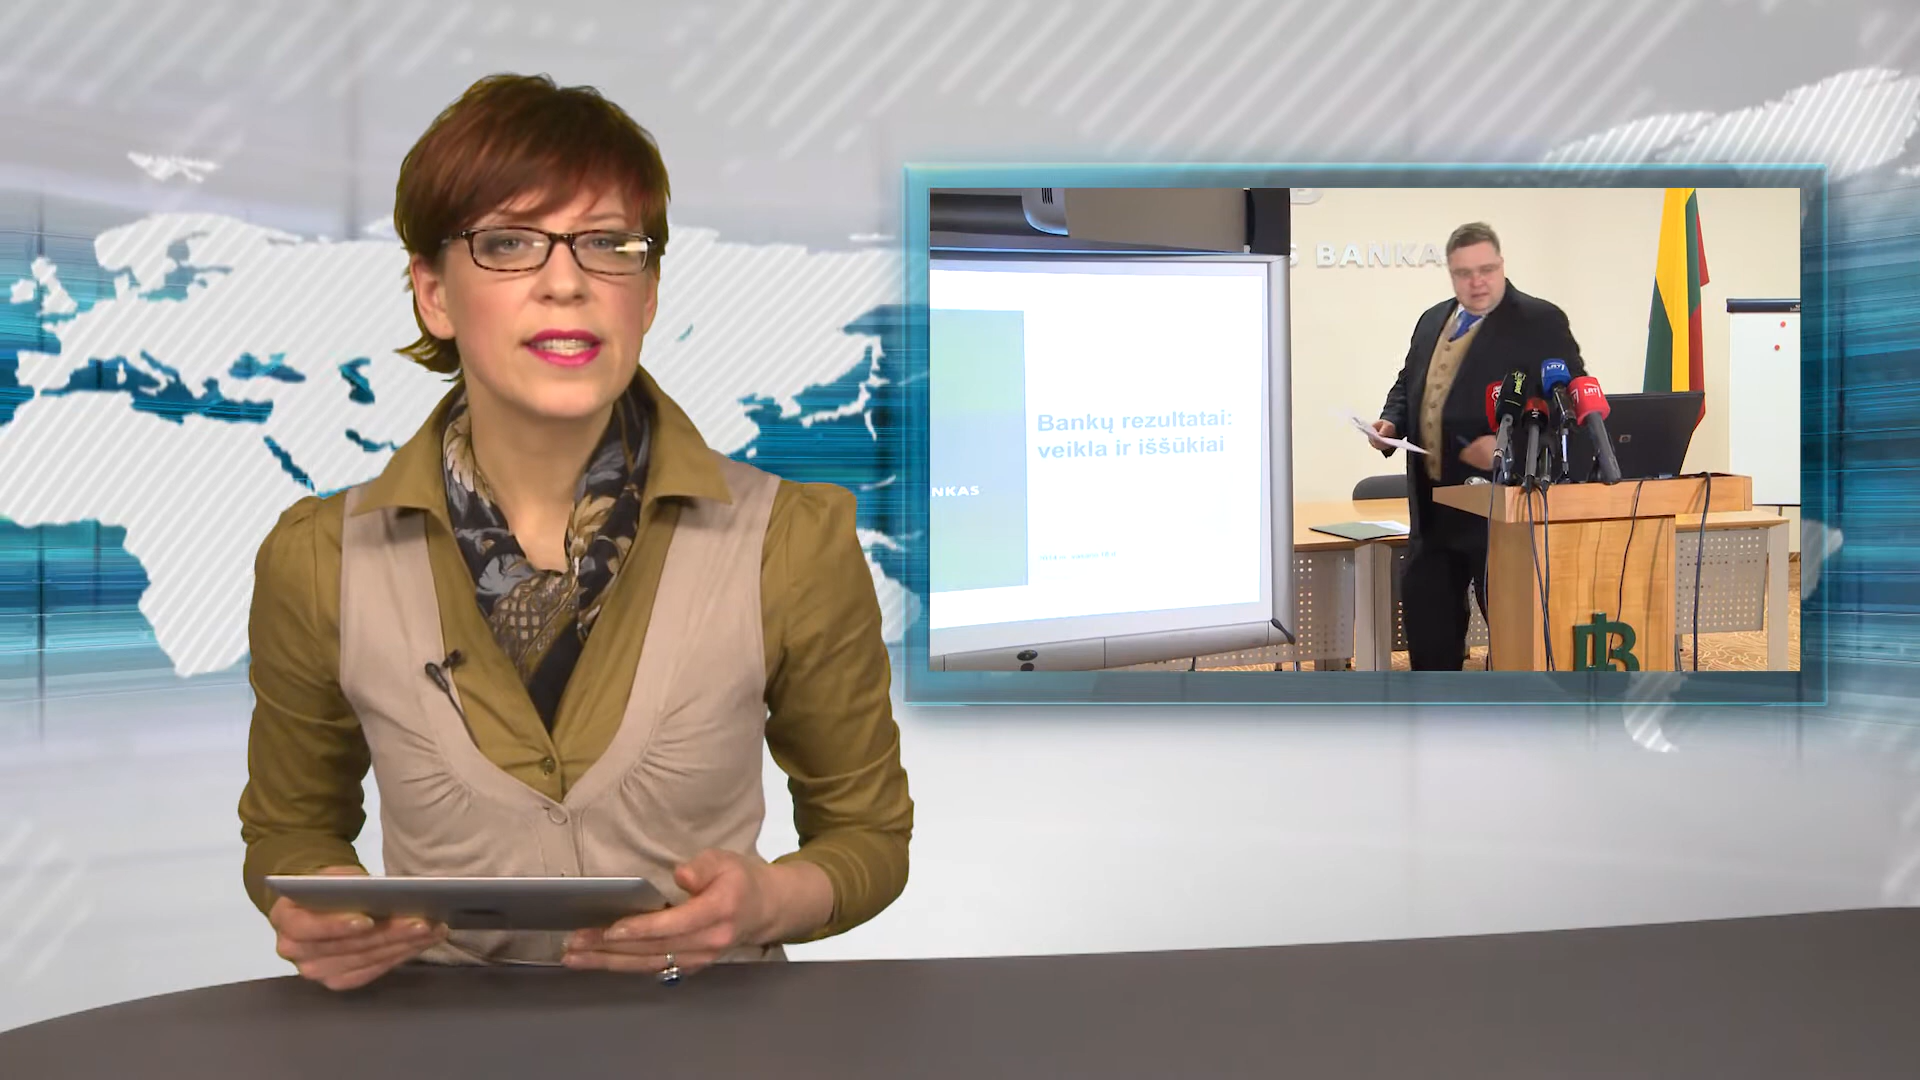 S BANKA
Bankų rezultatai:
veikla ir iššūkiai
NKAS
LRT
LRT